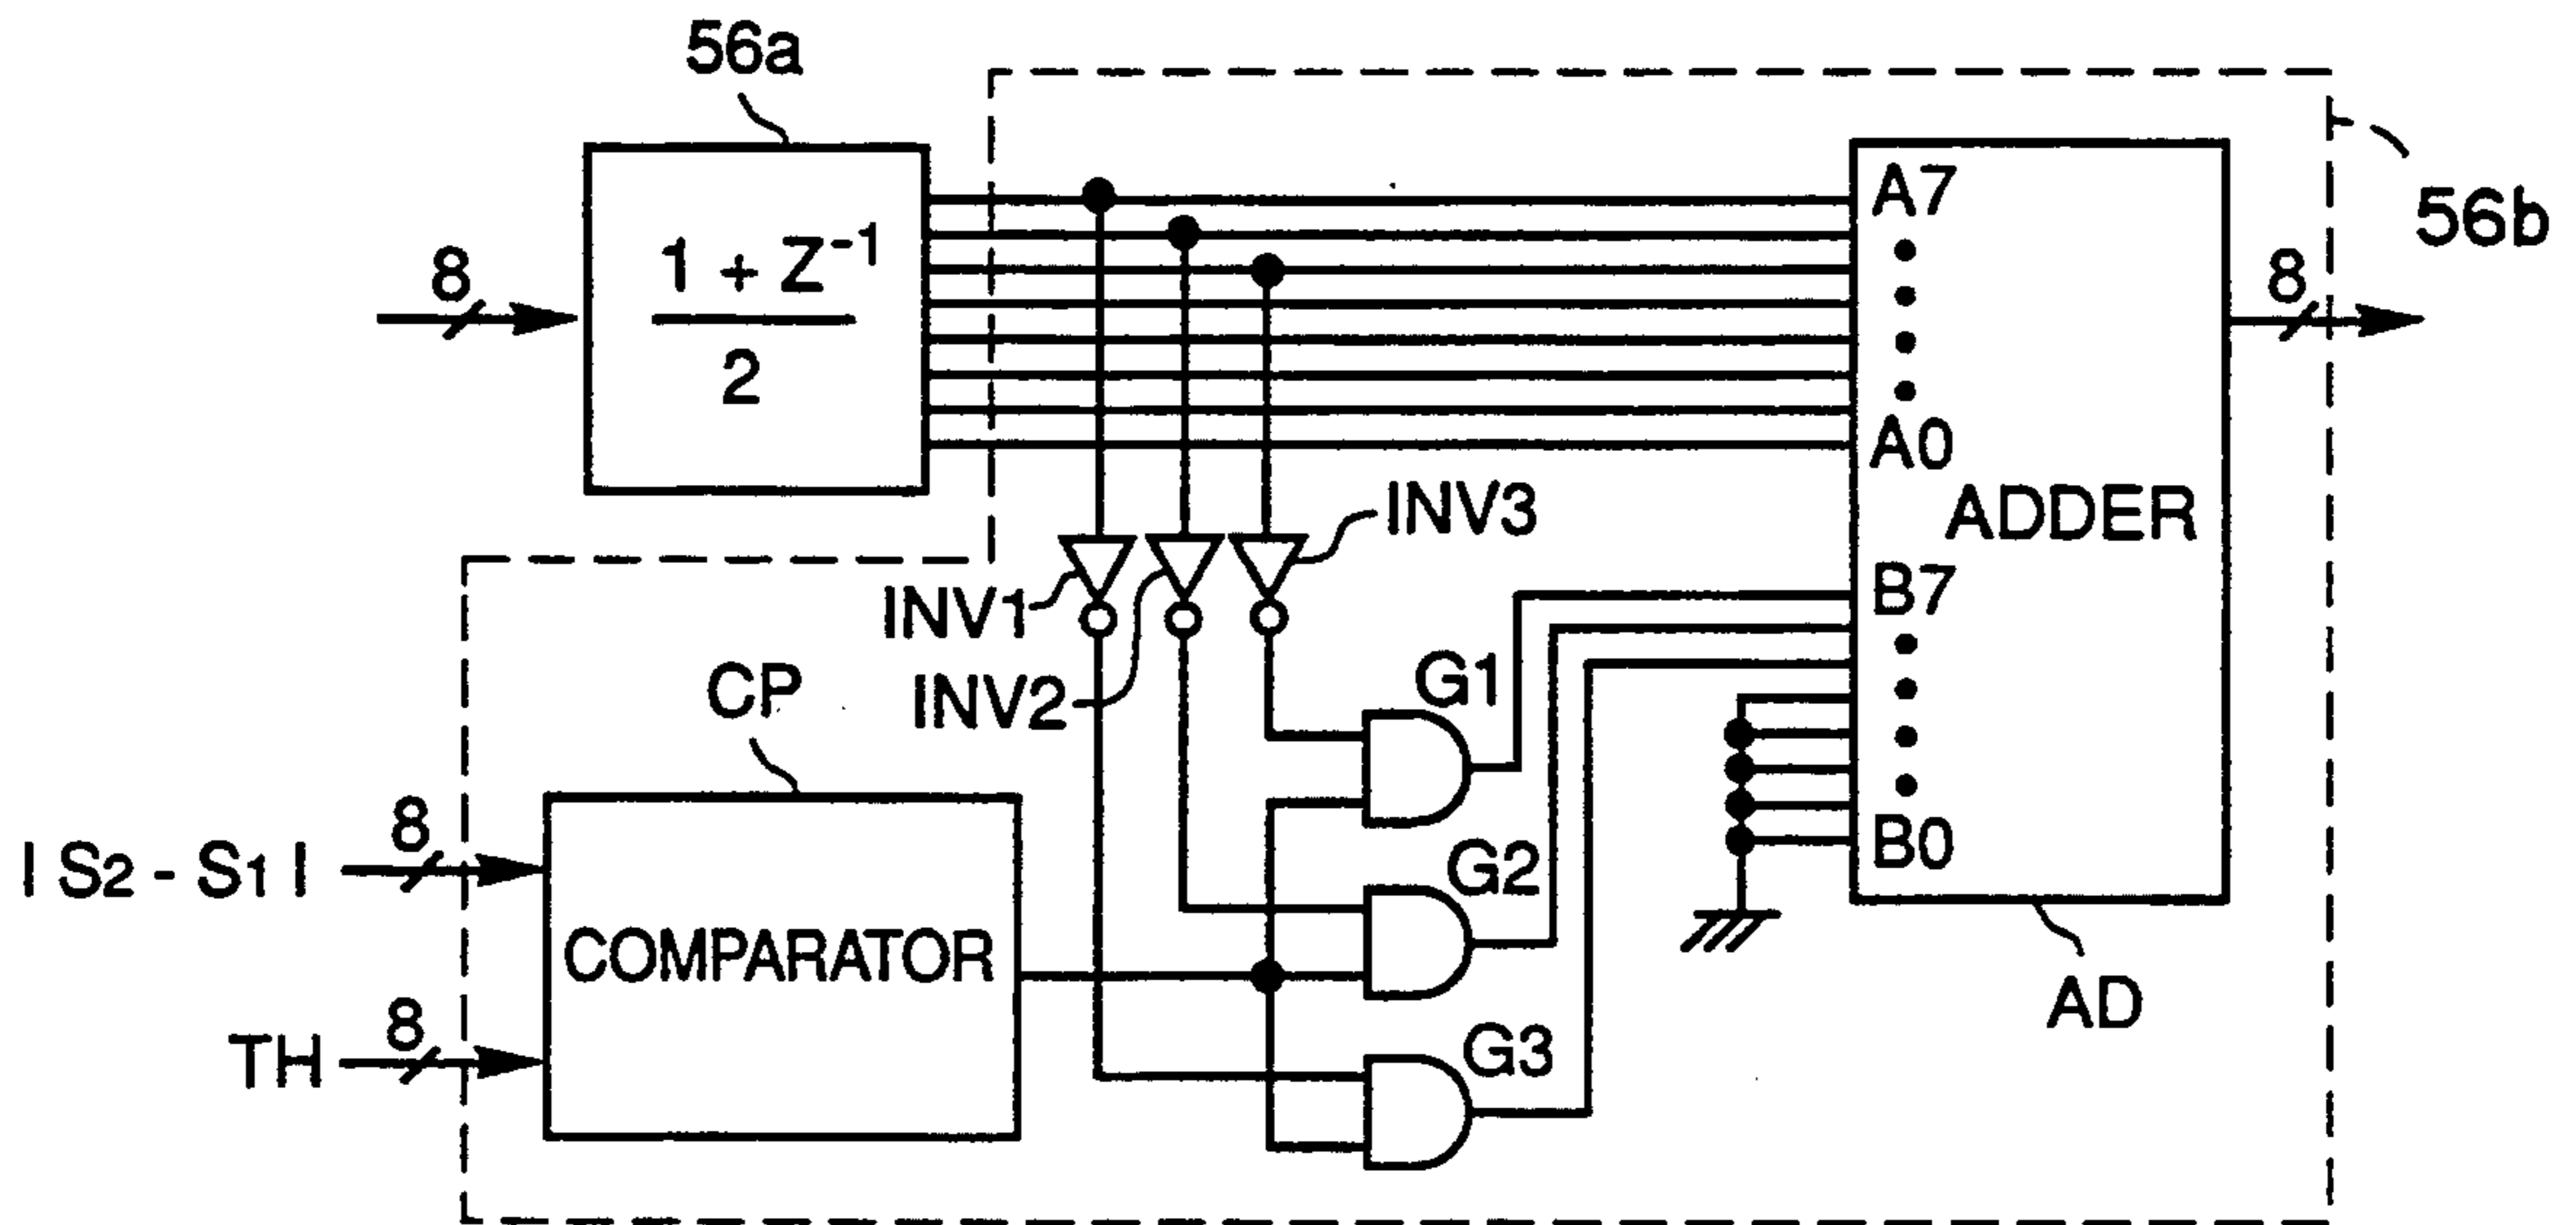 56a
8
1 + Z-1
2
A7
A0
ADDER
8
56b
INV3
INV1
INV2
B7
B0
G1
G2
G3
CP
COMPARATOR
8
I S2 - S1 I
8
TH
AD